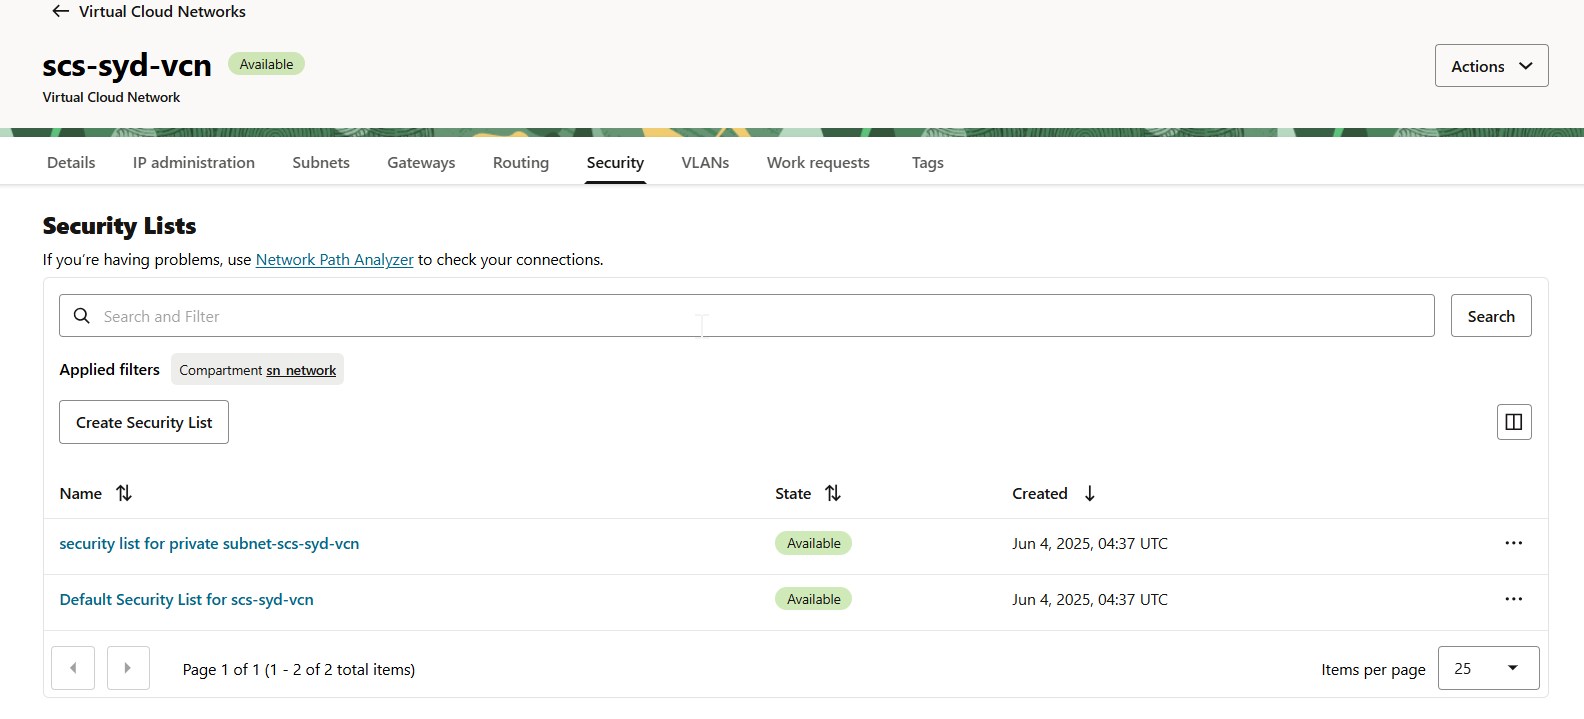 Virtual Cloud Networks
scs-syd-vcn Available
Actions
Virtual Cloud Network
Details IP administration Subnets Gateways Routing Security VLANs Work requests Tags
Security Lists
If you’re having problems, use Network Path Analyzer to check your connections.
Search and Filter Search
Applied filters Compartment sn_network
Create Security List
Name State Created
security list for private subnet-scs-syd-vcn Available Jun 4, 2025, 04:37 UTC
Default Security List for scs-syd-vcn Available Jun 4, 2025, 04:37 UTC
Page 1 of 1 (1 - 2 of 2 total items) Items per page 25